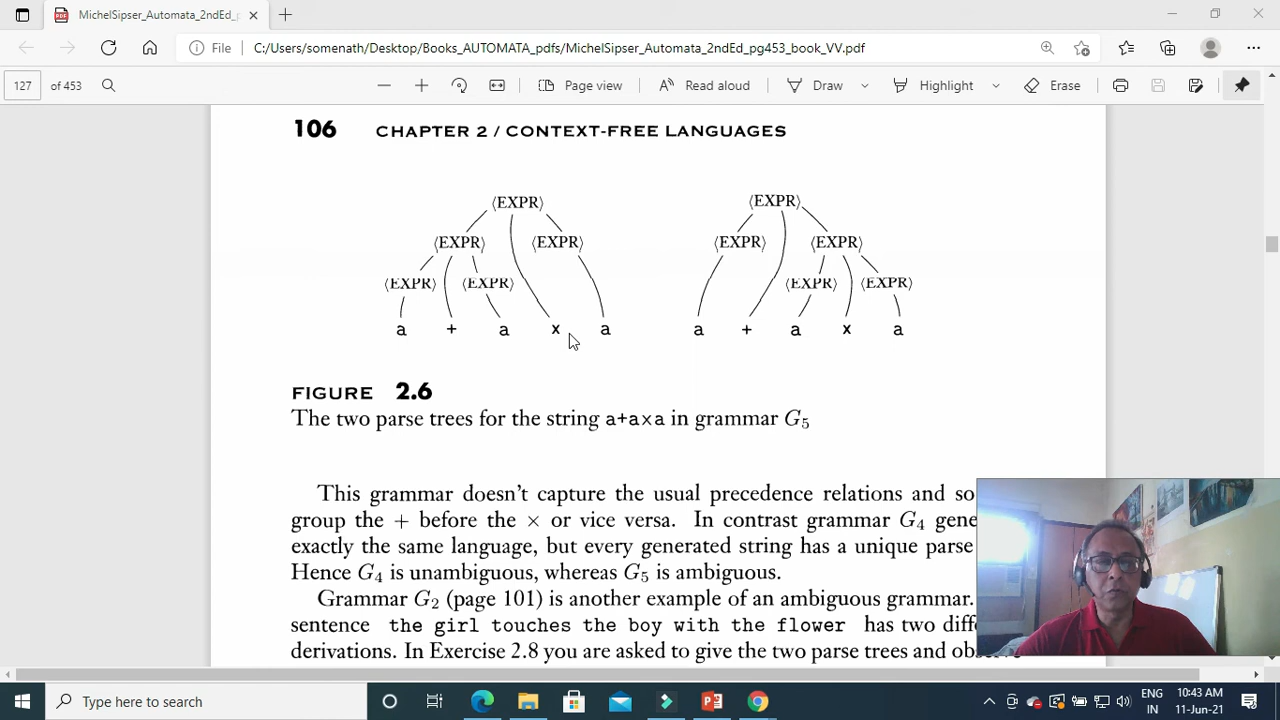 MichelSipser_Automata_2ndEd_p
File
C:/Users/somenath/Desktop/Books_AUTOMATA_pdfs/MichelSipser_Automata_2ndEd_pg453_book_VV.pdf
127 of 453
Page view
Read aloud
Draw
Highlight
Erase
106 CHAPTER 2 / CONTEXT-FREE LANGUAGES
⟨EXPR⟩ ⟨EXPR⟩
⟨EXPR⟩ ⟨EXPR⟩ ⟨EXPR⟩ ⟨EXPR⟩
⟨EXPR⟩ ⟨EXPR⟩ ⟨EXPR⟩ ⟨EXPR⟩
a + a x a a + a x a
FIGURE 2.6
The two parse trees for the string a+axa in grammar G5
This grammar doesn't capture the usual precedence relations and so
group the + before the × or vice versa. In contrast grammar G4 gene
exactly the same language, but every generated string has a unique parse
Hence G4 is unambiguous, whereas G5 is ambiguous.
Grammar G2 (page 101) is another example of an ambiguous grammar.
sentence the girl touches the boy with the flower has two diff
derivations. In Exercise 2.8 you are asked to give the two parse trees and observe
Type here to search
ENG
IN
10:43 AM
11-Jun-21